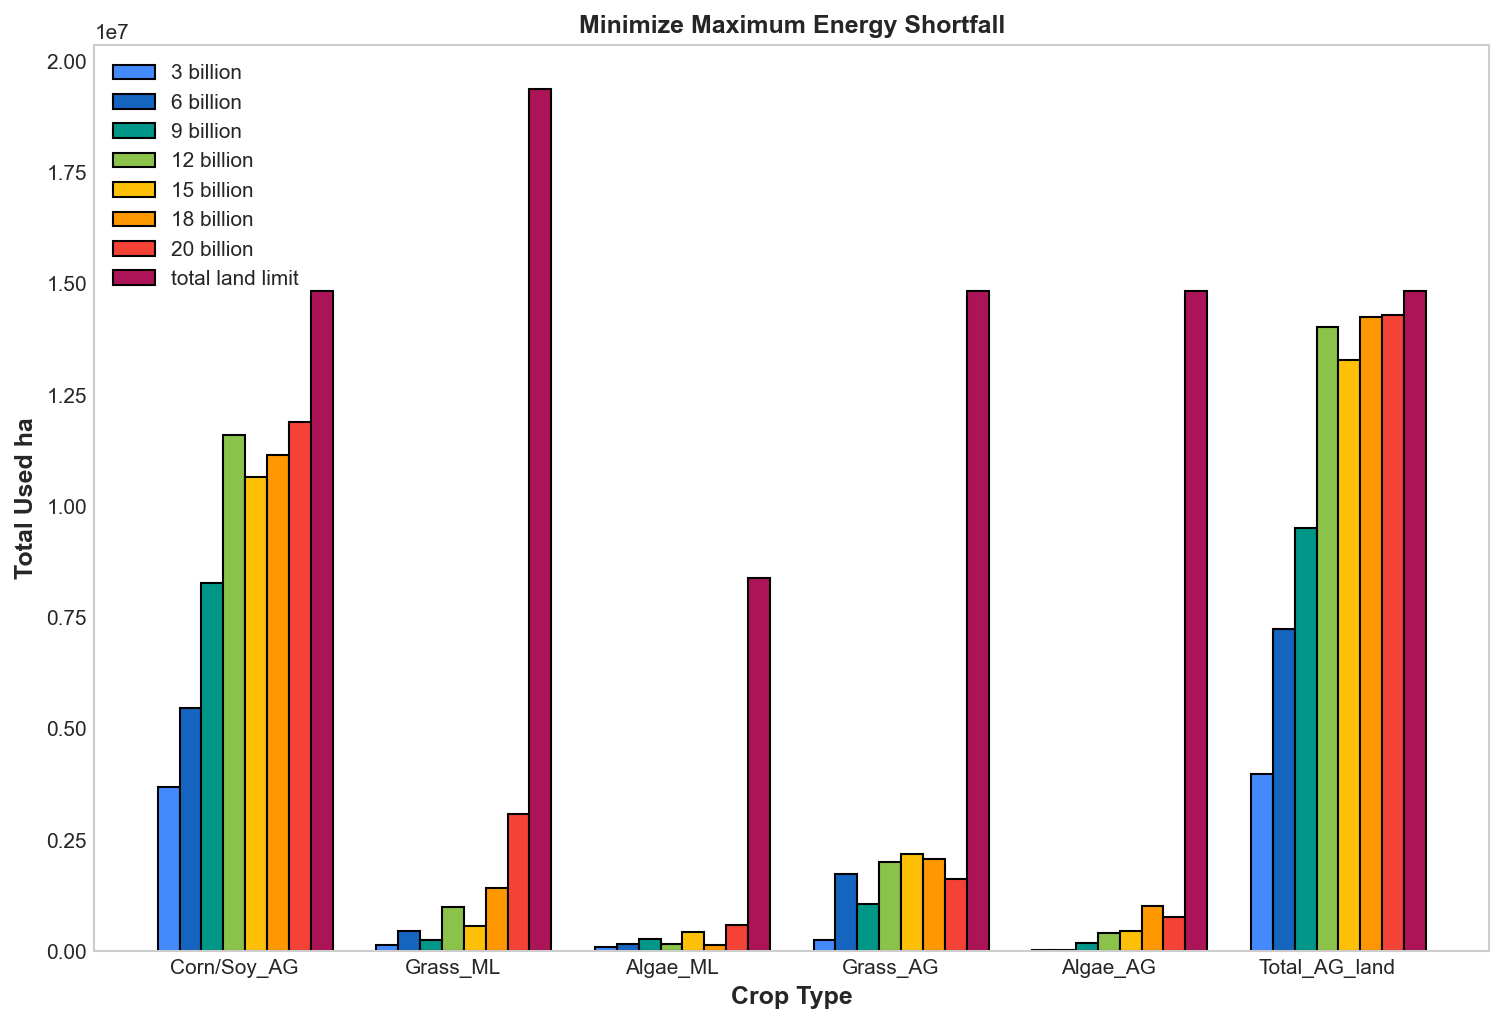 Minimize Maximum Energy Shortfall
1e7
2.00
1.75
1.50
1.25
1.00
0.75
0.50
0.25
0.00
Total Used ha
3 billion
6 billion
9 billion
12 billion
15 billion
18 billion
20 billion
total land limit
Corn/Soy_AG
Grass_ML
Algae_ML
Grass_AG
Algae_AG
Total_AG_land
Crop Type